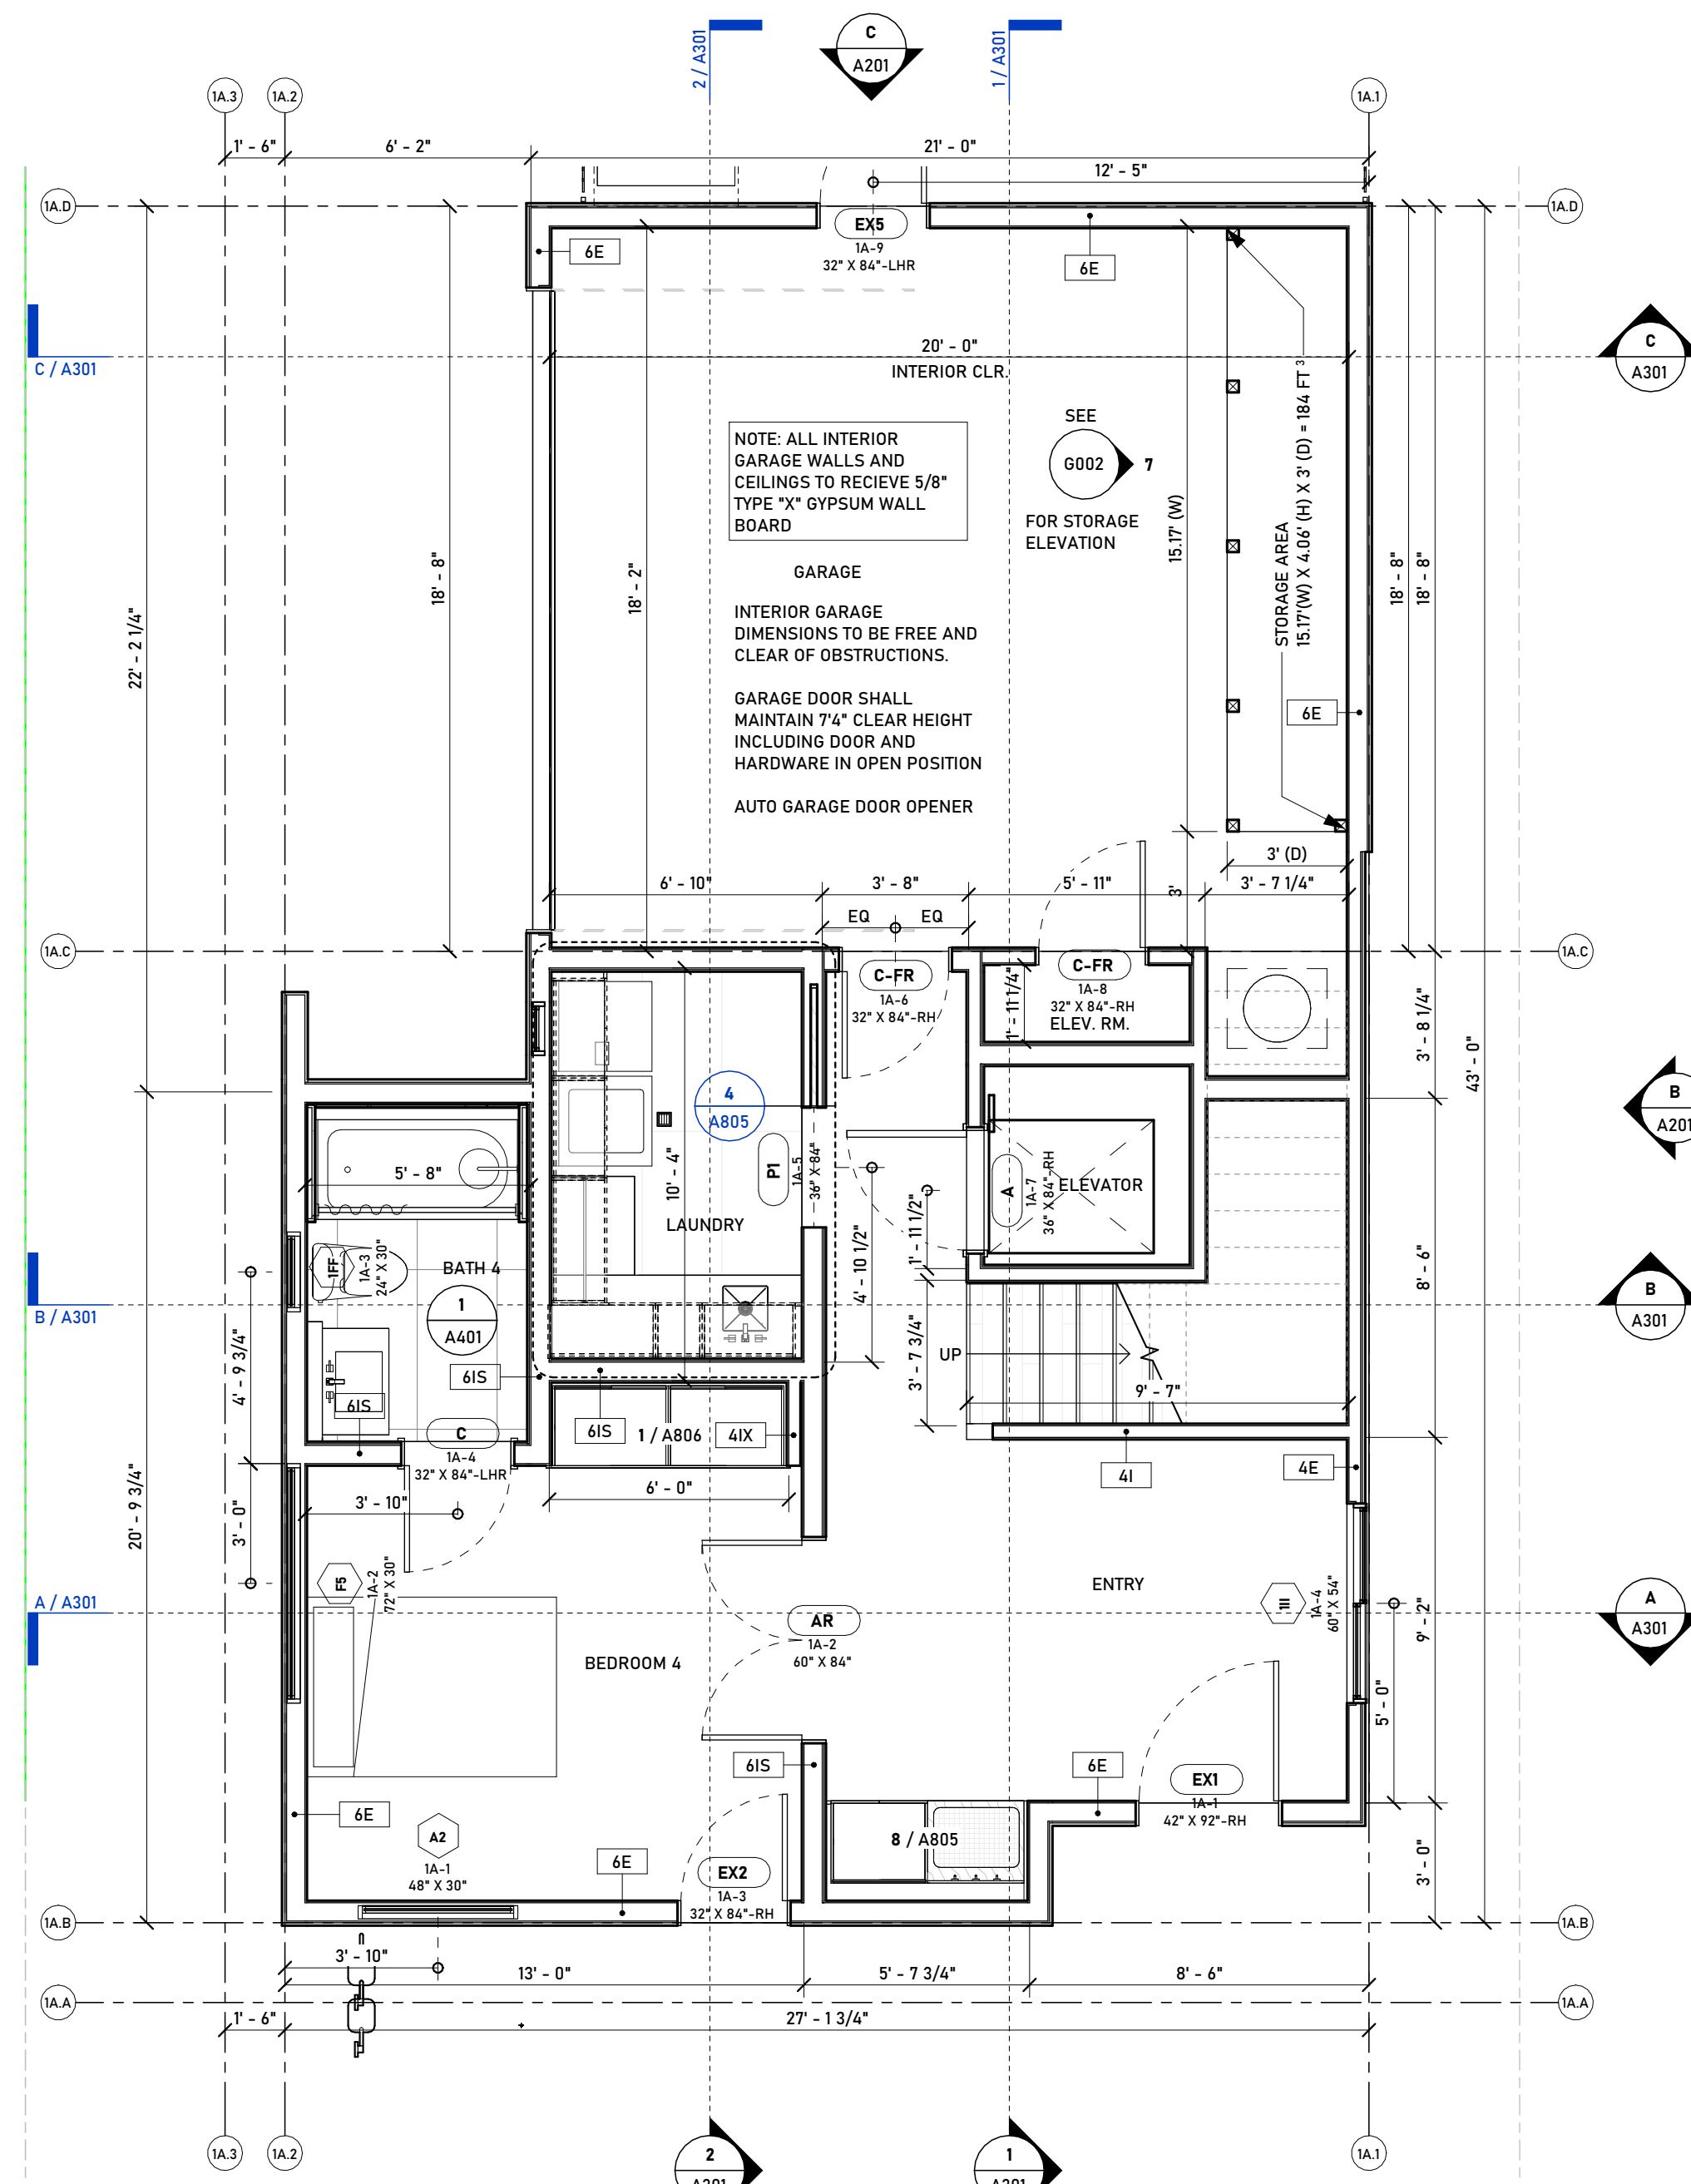 C
A201
2 / A301
1 / A301
1A.3
1A.2
1A.1
1' - 6"
6' - 2"
21' - 0"
12' - 5"
1A.D
1A.D
EX5
1A-9
32" X 84"-LHR
6E
6E
C / A301
20' - 0"
INTERIOR CLR.
C
A301
NOTE: ALL INTERIOR
GARAGE WALLS AND
CEILINGS TO RECIEVE 5/8"
TYPE "X" GYPSUM WALL
BOARD
SEE
G002
7
FOR STORAGE
ELEVATION
15.17' (W)
STORAGE AREA
15.17'(W) X 4.06' (H) X 3' (D) = 184 FT 3
GARAGE
18' - 8"
18' - 2"
18' - 8"
18' - 8"
22' - 2 1/4"
INTERIOR GARAGE
DIMENSIONS TO BE FREE AND
CLEAR OF OBSTRUCTIONS.
GARAGE DOOR SHALL
MAINTAIN 7'4" CLEAR HEIGHT
INCLUDING DOOR AND
HARDWARE IN OPEN POSITION
6E
AUTO GARAGE DOOR OPENER
3' (D)
6' - 10"
3' - 8"
5' - 11"
3'
3' - 7 1/4"
EQ
EQ
1A.C
1A.C
C-FR
1A-6
32" X 84"-RH
C-FR
1A-8
32" X 84"-RH
ELEV. RM.
1' - 11 1/4"
3' - 8 1/4"
43' - 0"
4
A805
B
A201
P1
1A-5
36" X 84"
10' - 4"
5' - 8"
A
1A-7
36" X 84"-RH
ELEVATOR
LAUNDRY
1' - 11 1/2"
4' - 10 1/2"
8' - 6"
1FF
1A-3
24" X 30"
BATH 4
1
A401
B / A301
B
A301
UP
3' - 7 3/4"
9' - 7"
4' - 9 3/4"
6IS
6IS
6IS
1 / A806
4IX
C
1A-4
32" X 84"-LHR
4I
4E
6' - 0"
3' - 10"
20' - 9 3/4"
3' - 0"
F5
1A-2
72" X 30"
ENTRY
1II
1A-4
60" X 54"
A / A301
A
A301
9' - 2"
AR
1A-2
60" X 84"
BEDROOM 4
5' - 0"
6IS
6E
EX1
1A-1
42" X 92"-RH
6E
A2
1A-1
48" X 30"
8 / A805
6E
EX2
1A-3
32" X 84"-RH
3' - 0"
1A.B
1A.B
3' - 10"
13' - 0"
5' - 7 3/4"
8' - 6"
1A.A
1A.A
1' - 6"
27' - 1 3/4"
1A.3
1A.2
1A.1
2
A201
1
A201